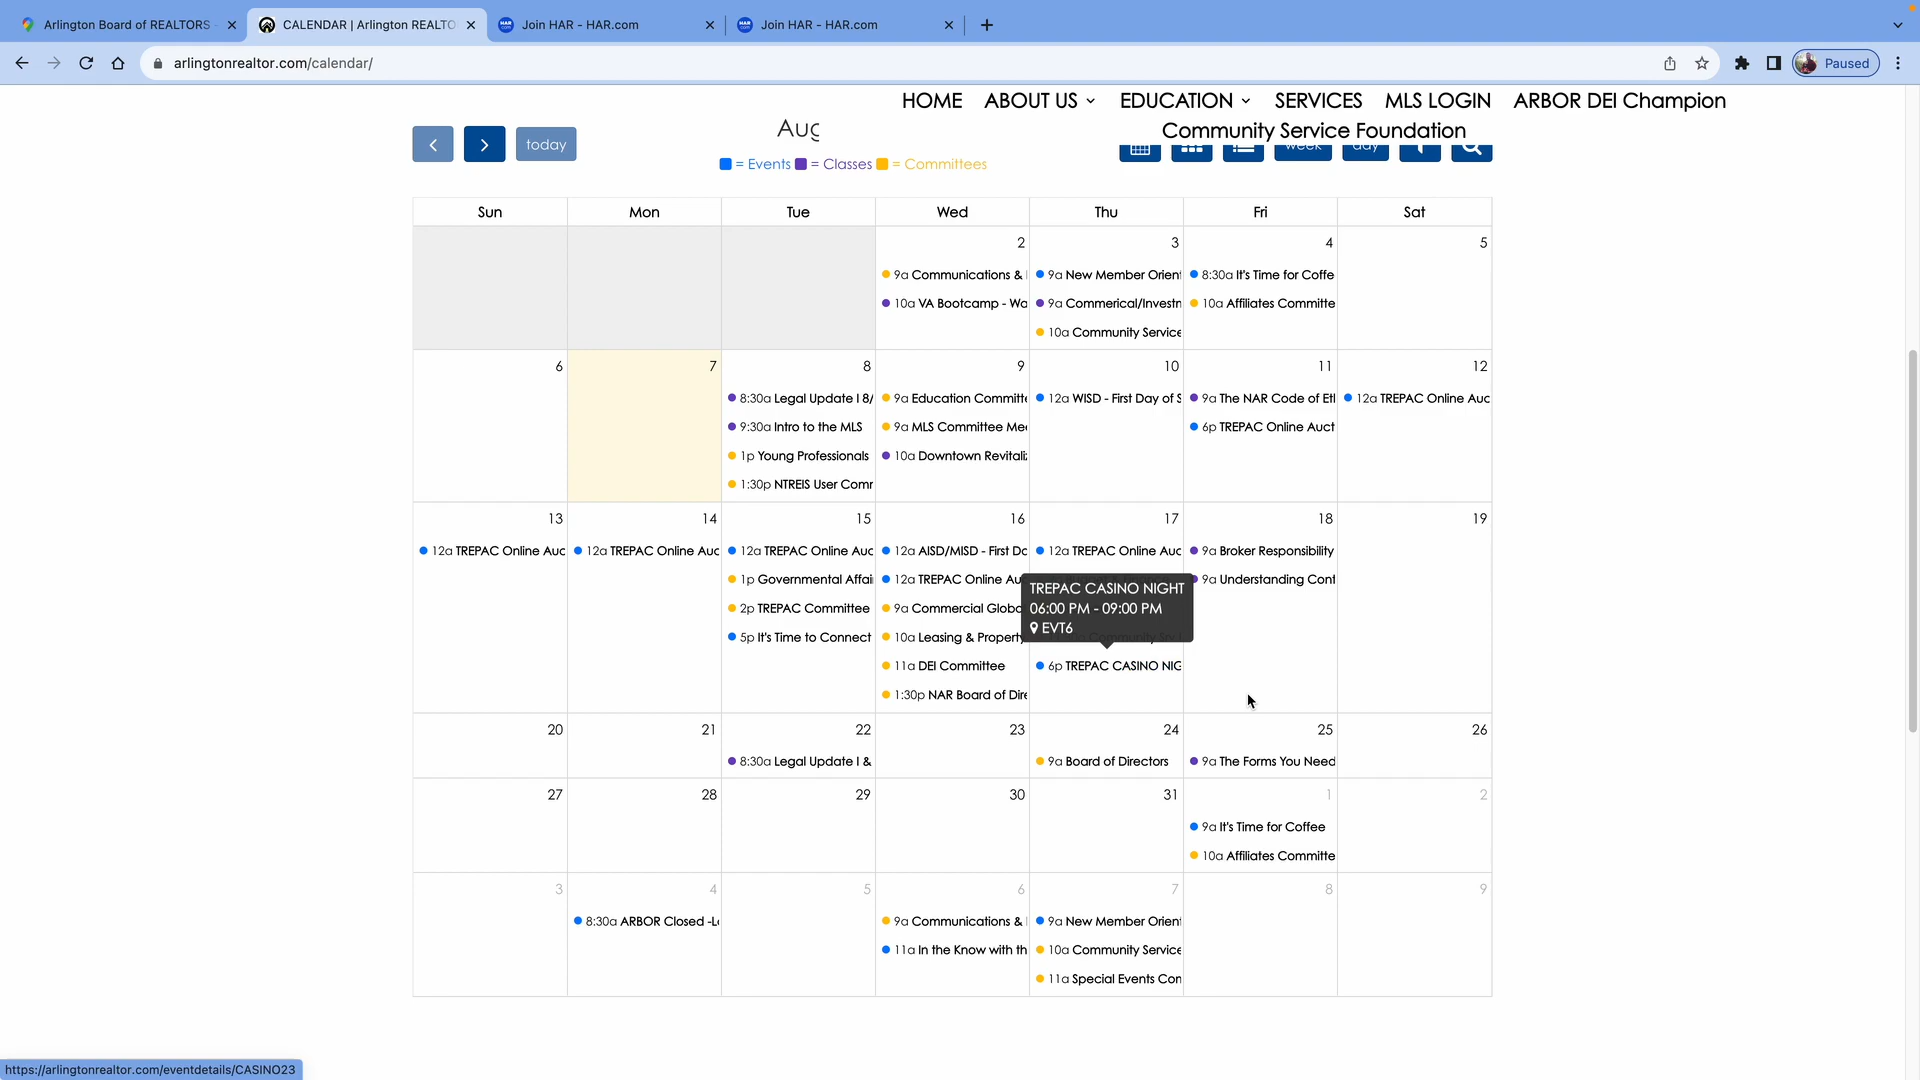 Arlington Board of REALTORS
CALENDAR | Arlington REALTO
Join HAR - HAR.com
Join HAR - HAR.com
arlingtonrealtor.com/calendar/
Paused
HOME ABOUT US EDUCATION SERVICES MLS LOGIN ARBOR DEI Champion
Community Service Foundation
today
Aug
week
day
= Events = Classes = Committees
Sun Mon Tue Wed Thu Fri Sat
2 3 4 5
9a Communications & 9a New Member Orient 8:30a It's Time for Coffe
10a VA Bootcamp - Wa 9a Commerical/Investm 10a Affiliates Committe
10a Community Service
6 7 8 9 10 11 12
8:30a Legal Update I 8/ 9a Education Committe 12a WISD - First Day of S 9a The NAR Code of Etl 12a TREPAC Online Auc
9:30a Intro to the MLS 9a MLS Committee Mee 6p TREPAC Online Auct
1p Young Professionals 10a Downtown Revitaliz
1:30p NTREIS User Comr
13 14 15 16 17 18 19
12a TREPAC Online Auc 12a TREPAC Online Auc 12a TREPAC Online Auc 12a AISD/MISD - First Da 12a TREPAC Online Auc 9a Broker Responsibility
1p Governmental Affai 12a TREPAC Online Au 9a Understanding Cont
2p TREPAC Committee 9a Commercial Globa
5p It's Time to Connect 10a Leasing & Property
TREPAC CASINO NIGHT
06:00 PM - 09:00 PM
EVT6
11a DEI Committee 6p TREPAC CASINO NIG
1:30p NAR Board of Dire
20 21 22 23 24 25 26
8:30a Legal Update I & 9a Board of Directors 9a The Forms You Need
27 28 29 30 31 1 2
9a It's Time for Coffee
10a Affiliates Committe
3 4 5 6 7 8 9
8:30a ARBOR Closed -La 9a Communications & 9a New Member Orient
11a In the Know with th 10a Community Service
11a Special Events Con
https://arlingtonrealtor.com/eventdetails/CASINO23